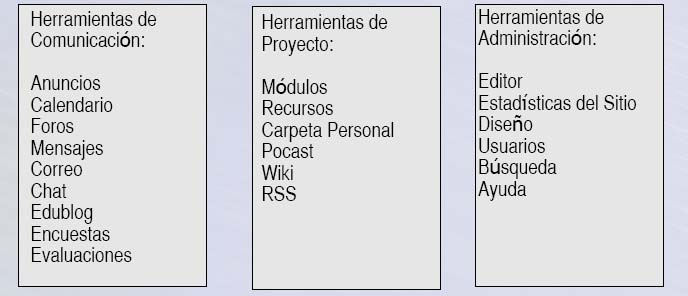 Herramientas de
Comunicación:
Anuncios
Calendario
Foros
Mensajes
Correo
Chat
Edublog
Encuestas
Evaluaciones
Herramientas de
Proyecto:
Módulos
Recursos
Carpeta Personal
Pocast
Wiki
RSS
Herramientas de
Administración:
Editor
Estadísticas del Sitio
Diseño
Usuarios
Búsqueda
Ayuda